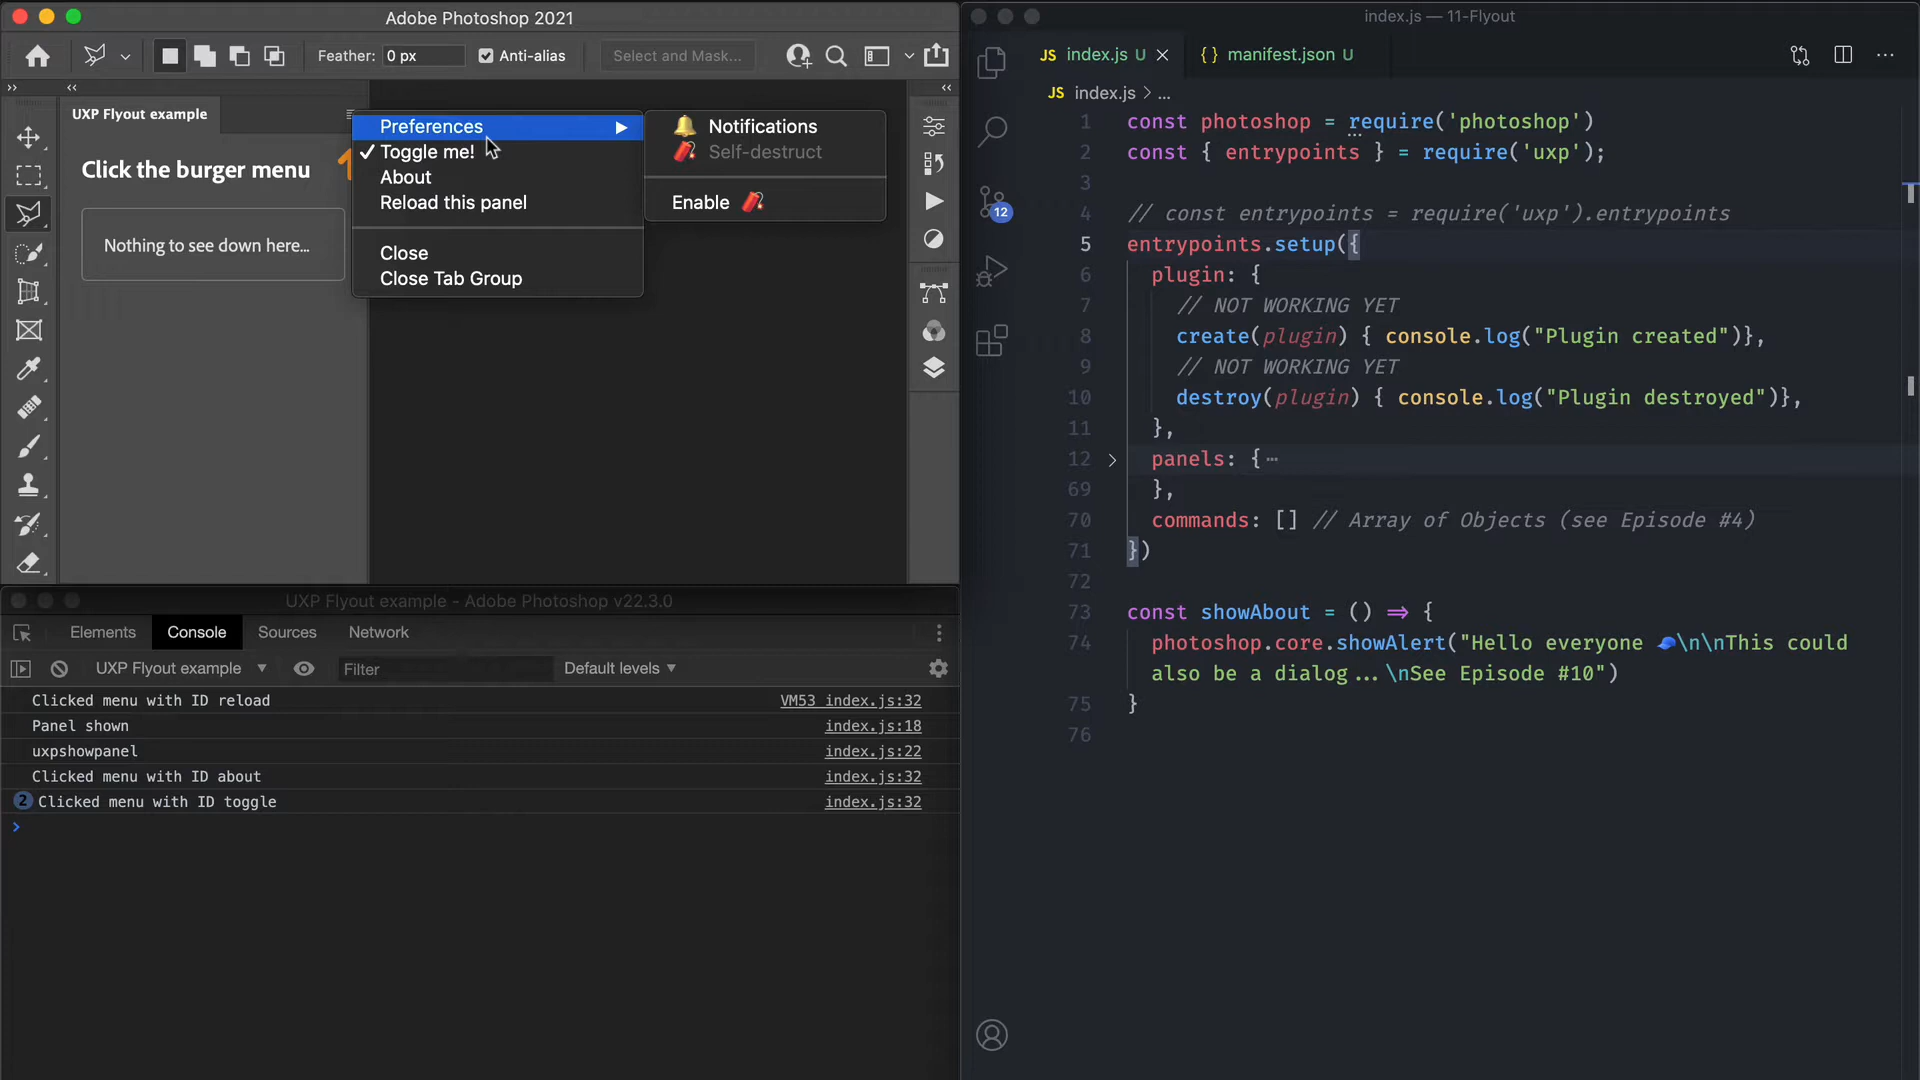 Adobe Photoshop 2021
Feather: 0 px Anti-alias Select and Mask...
UXP Flyout example
Click the burger menu
Nothing to see down here...
Preferences
✓ Toggle me!
About
Reload this panel
Close
Close Tab Group
Notifications
Self-destruct
Enable
UXP Flyout example - Adobe Photoshop v22.3.0
Elements Console Sources Network
UXP Flyout example Filter Default levels
Clicked menu with ID reload VM53 index.js:32
Panel shown index.js:18
uxpshowpanel index.js:22
Clicked menu with ID about index.js:32
2 Clicked menu with ID toggle index.js:32
>
index.js — 11-Flyout
JS index.js U {} manifest.json U
JS index.js > ...
12
1 const photoshop = require('photoshop')
2 const { entrypoints } = require('uxp');
3
4 // const entrypoints = require('uxp').entrypoints
5 entrypoints.setup({
6 plugin: {
7 // NOT WORKING YET
8 create(plugin) { console.log("Plugin created")},
9 // NOT WORKING YET
10 destroy(plugin) { console.log("Plugin destroyed")},
11 },
12 panels: { ⋯
69 },
70 commands: [] // Array of Objects (see Episode #4)
71 })
72
73 const showAbout = () => {
74 photoshop.core.showAlert("Hello everyone 🧢\n\nThis could
also be a dialog...\nSee Episode #10")
75 }
76